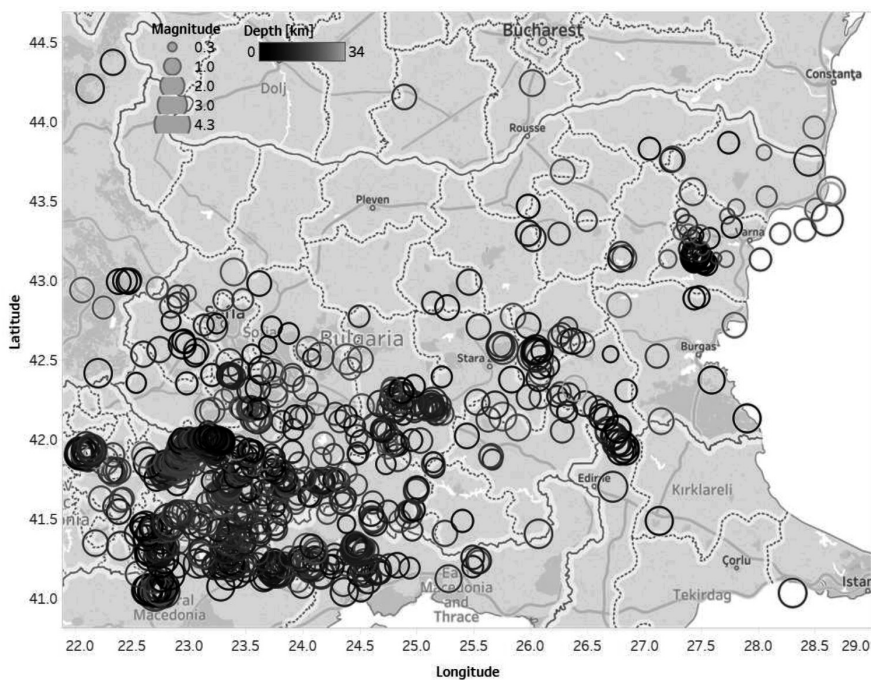 Magnitude
0.3
1.0
2.0
3.0
4.3
Depth [km]
0
34
Bucharest
Constanţa
Dolj
Rousse
Pleven
Varna
Bulgaria
Stara
Burgas
Edirne
Kırklareli
Çorlu
Tekirdag
Istan
Macedonia
Macedonia
and
Thrace
Latitude
44.5
44.0
43.5
43.0
42.5
42.0
41.5
41.0
22.0 22.5 23.0 23.5 24.0 24.5 25.0 25.5 26.0 26.5 27.0 27.5 28.0 28.5 29.0
Longitude